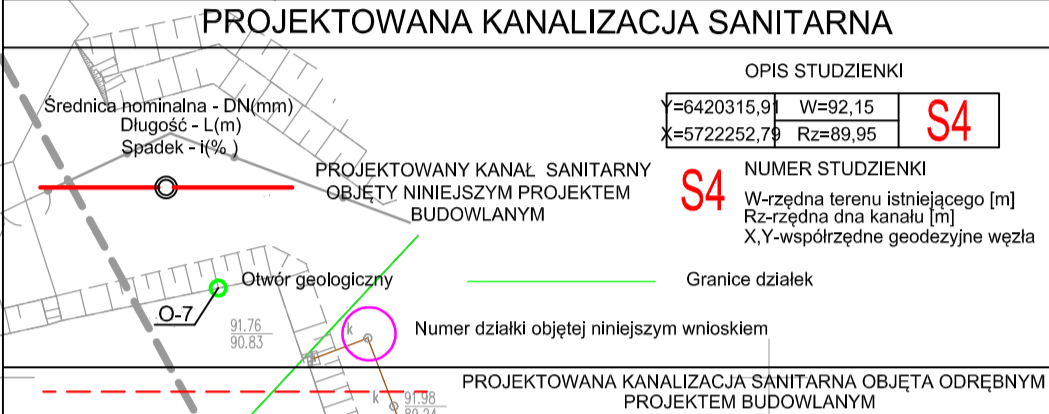 PROJEKTOWANA KANALIZACJA SANITARNA
OPIS STUDZIENKI
Y=6420315,91 W=92,15 S4
X=5722252,79 Rz=89,95
Średnica nominalna - DN(mm)
Długość - L(m)
Spadek - i(% )
PROJEKTOWANY KANAŁ SANITARNY
OBJĘTY NINIEJSZYM PROJEKTEM
BUDOWLANYM
S4 NUMER STUDZIENKI
W-rzędna terenu istniejącego [m]
Rz-rzędna dna kanału [m]
X,Y-współrzędne geodezyjne węzła
Otwór geologiczny
Granice działek
O-7
91.76
90.83
k
Numer działki objętej niniejszym wnioskiem
PROJEKTOWANA KANALIZACJA SANITARNA OBJĘTA ODRĘBNYM
PROJEKTEM BUDOWLANYM
k 91.98